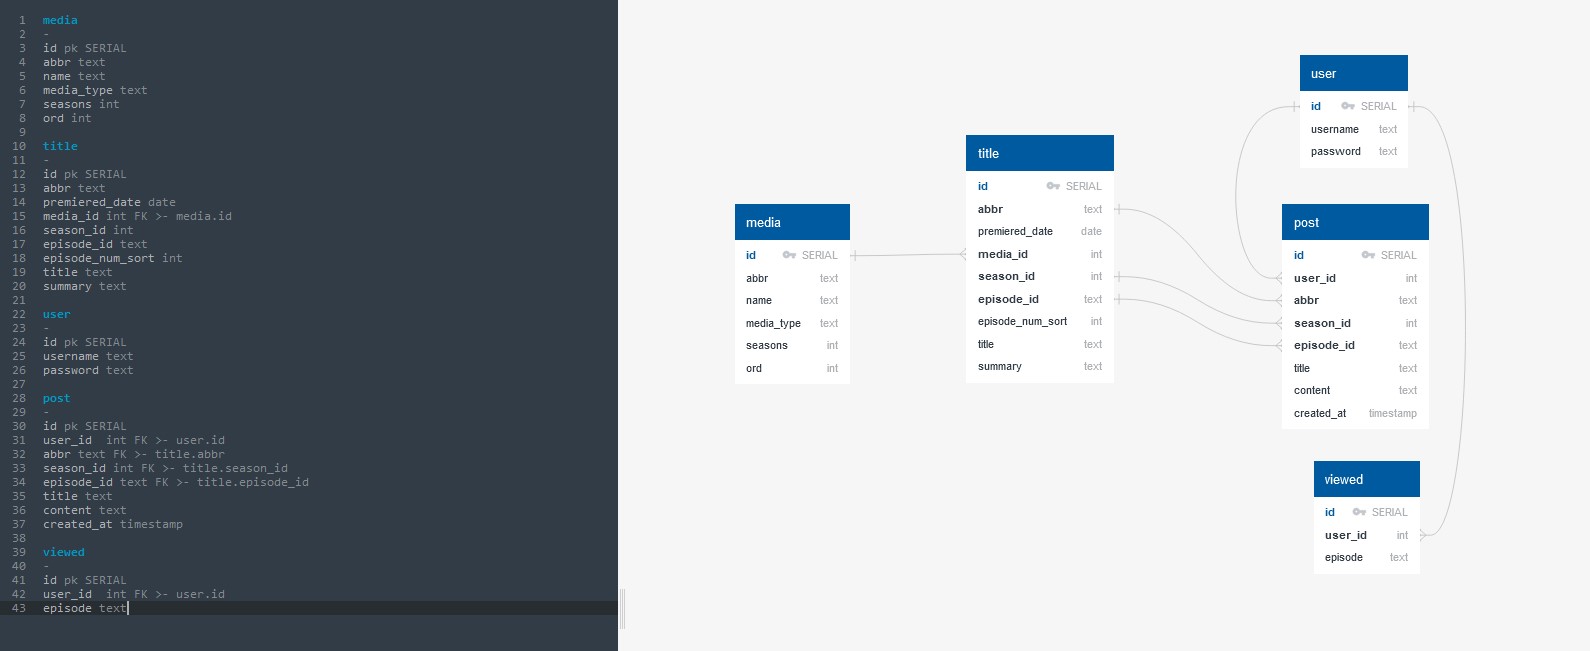 1 media
2 -
3 id pk SERIAL
4 abbr text
5 name text
6 media_type text
7 seasons int
8 ord int
9
10 title
11 -
12 id pk SERIAL
13 abbr text
14 premiered_date date
15 media_id int FK >- media.id
16 season_id int
17 episode_id text
18 episode_num_sort int
19 title text
20 summary text
21
22 user
23 -
24 id pk SERIAL
25 username text
26 password text
27
28 post
29 -
30 id pk SERIAL
31 user_id  int FK >- user.id
32 abbr text FK >- title.abbr
33 season_id int FK >- title.season_id
34 episode_id text FK >- title.episode_id
35 title text
36 content text
37 created_at timestamp
38
39 viewed
40 -
41 id pk SERIAL
42 user_id  int FK >- user.id
43 episode text
media
id SERIAL
abbr text
name text
media_type text
seasons int
ord int
title
id SERIAL
abbr text
premiered_date date
media_id int
season_id int
episode_id text
episode_num_sort int
title text
summary text
user
id SERIAL
username text
password text
post
id SERIAL
user_id int
abbr text
season_id int
episode_id text
title text
content text
created_at timestamp
viewed
id SERIAL
user_id int
episode text